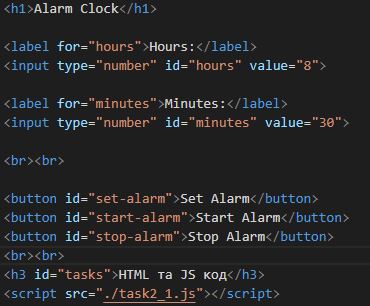 <h1>Alarm Clock</h1>
<label for="hours">Hours:</label>
<input type="number" id="hours" value="8">
<label for="minutes">Minutes:</label>
<input type="number" id="minutes" value="30">
<br><br>
<button id="set-alarm">Set Alarm</button>
<button id="start-alarm">Start Alarm</button>
<button id="stop-alarm">Stop Alarm</button>
<br><br>
<h3 id="tasks">HTML та JS код</h3>
<script src="./task2_1.js"></script>